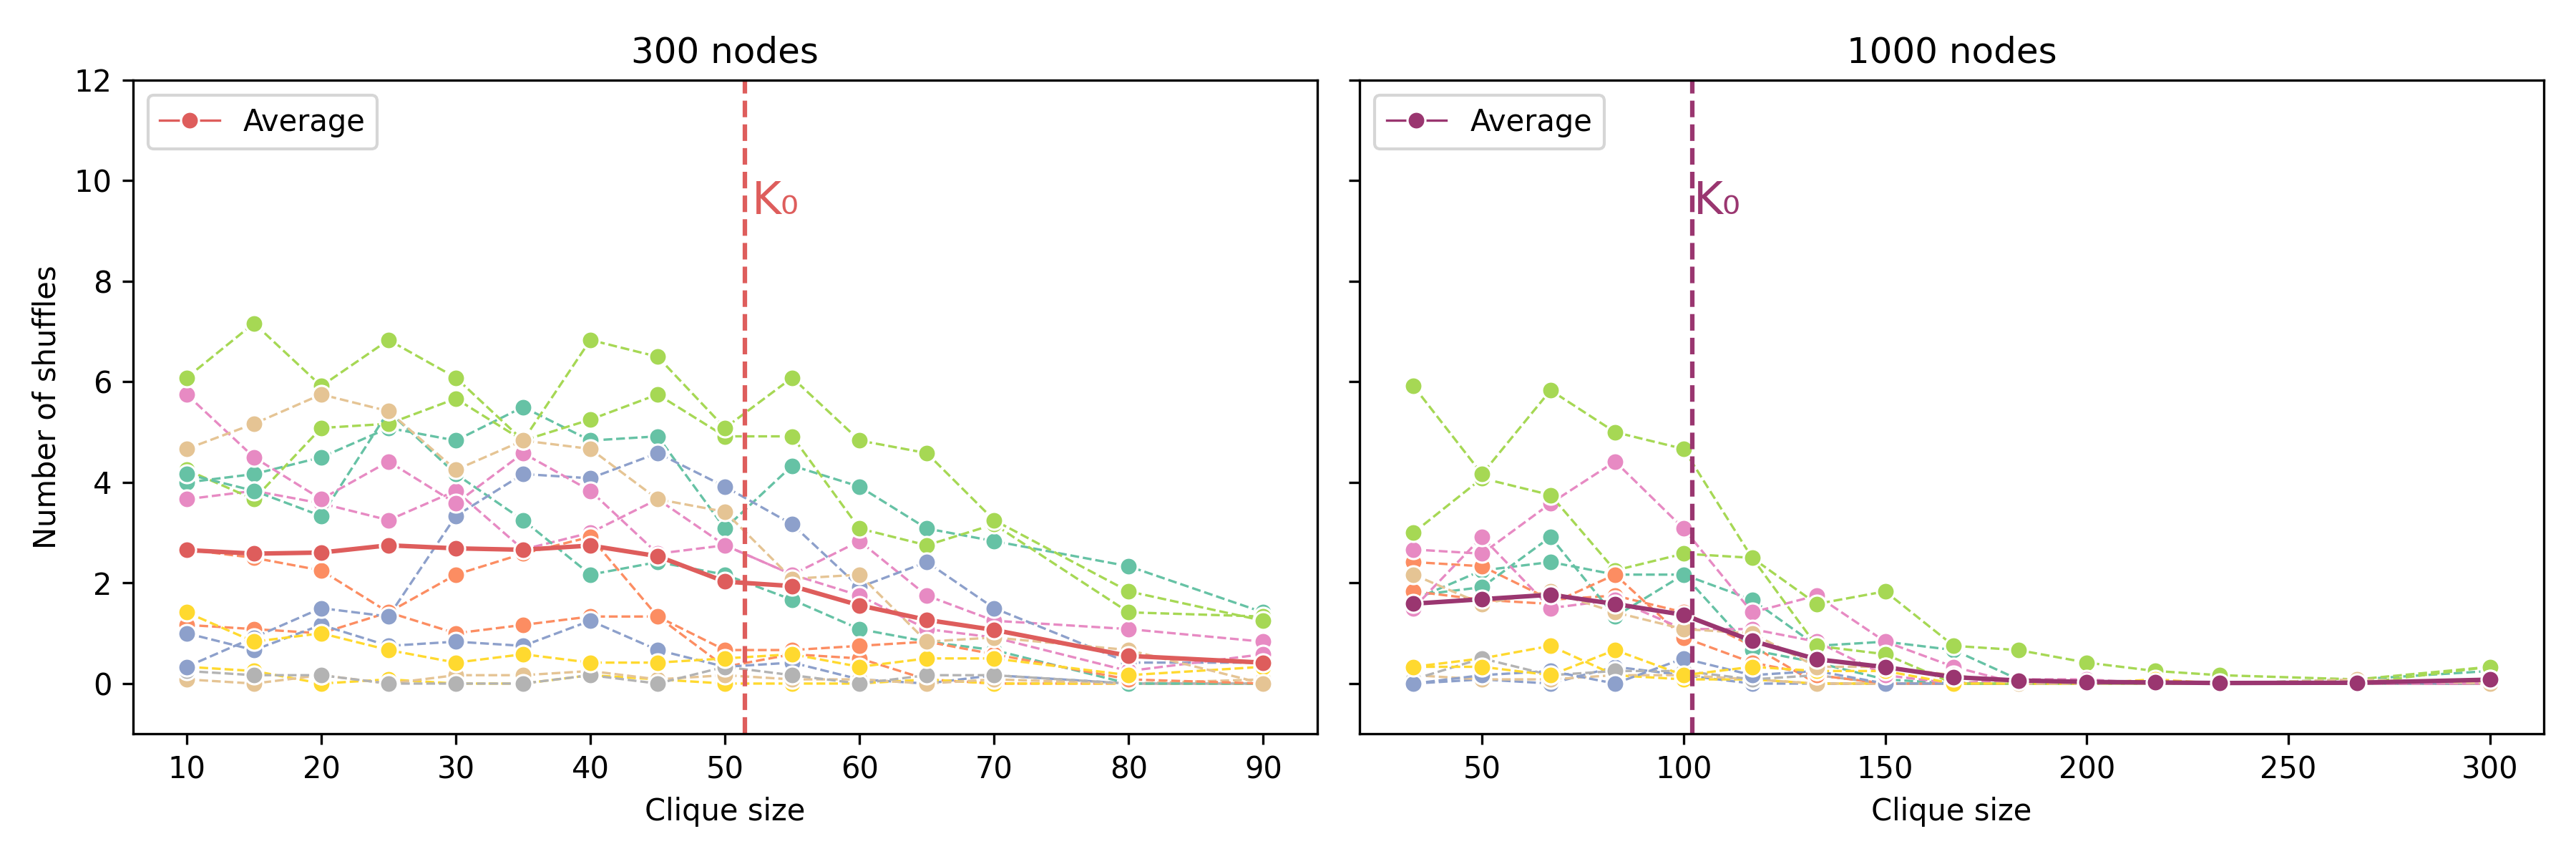 300 nodes
1000 nodes
Average
Average
K₀
K₀
Number of shuffles
12
10
8
6
4
2
0
10 20 30 40 50 60 70 80 90
50 100 150 200 250 300
Clique size
Clique size